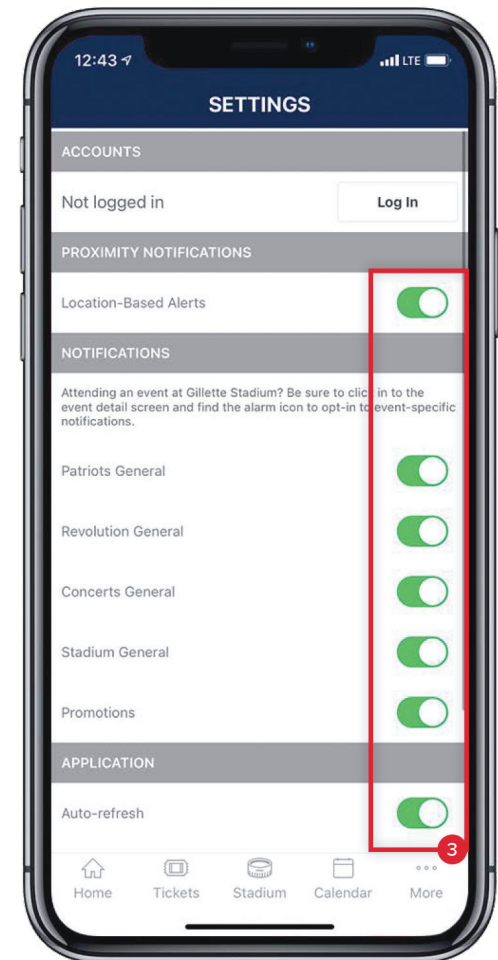 12:43
LTE
SETTINGS
ACCOUNTS
Not logged in
Log In
PROXIMITY NOTIFICATIONS
Location-Based Alerts
NOTIFICATIONS
Attending an event at Gillette Stadium? Be sure to click in to the
event detail screen and find the alarm icon to opt-in to event-specific
notifications.
Patriots General
Revolution General
Concerts General
Stadium General
Promotions
APPLICATION
Auto-refresh
3
Home Tickets Stadium Calendar More